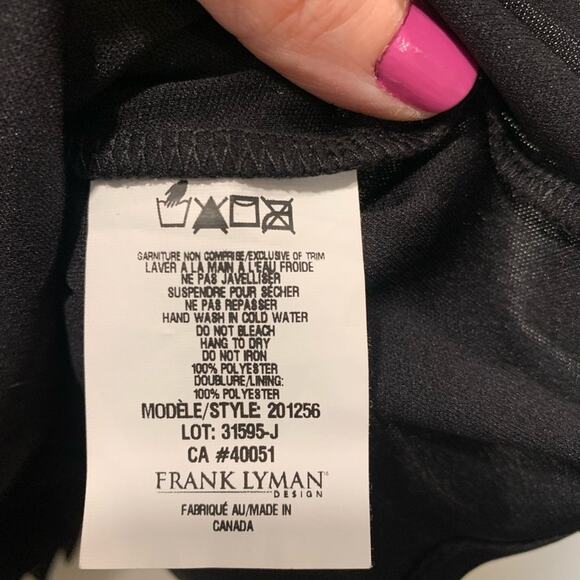 GARNITURE NON COMPRISE/EXCLUSIVE OF TRIM
LAVER A LA MAIN A L'EAU FROIDE
NE PAS JAVELLISER
SUSPENDRE POUR SÉCHER
NE PAS REPASSER
HAND WASH IN COLD WATER
DO NOT BLEACH
HANG TO DRY
DO NOT IRON
100% POLYESTER
DOUBLURE/LINING:
100% POLYESTER
MODÈLE/STYLE: 201256
LOT: 31595-J
CA #40051
FRANK LYMAN
DESIGN
FABRIQUÉ AU/MADE IN
CANADA